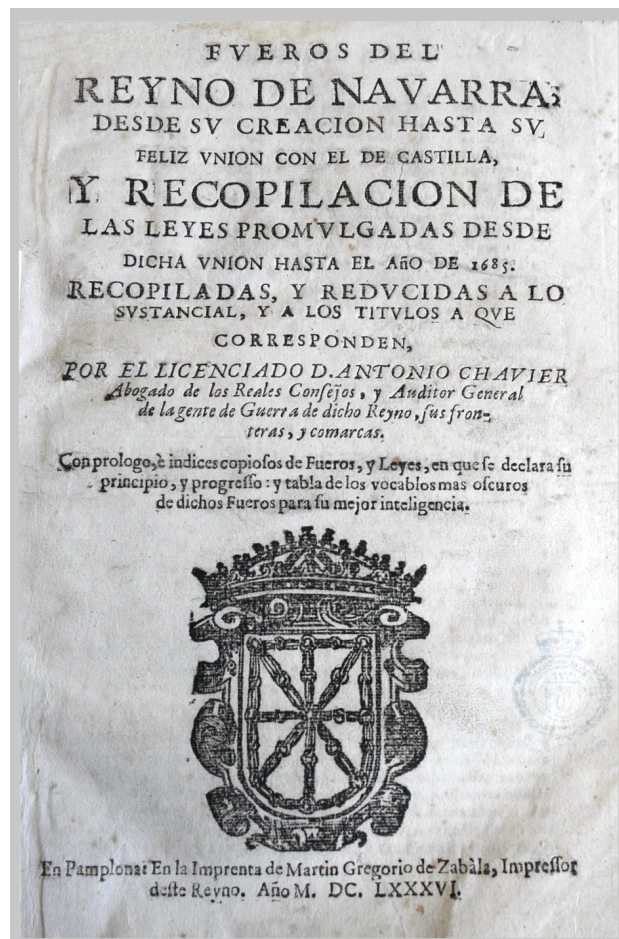 FVEROS DEL
REYNO DE NAVARRA;
DESDE SV CREACION HASTA SV,
FELIZ VNION CON EL DE CASTILLA,
Y RECOPILACION DE
LAS LEYES PROMVLGADAS DESDE
DICHA VNION HASTA EL Año DE 1685.
RECOPILADAS, Y REDVCIDAS A LO
SVSTANCIAL, Y A LOS TITVLOS A QVE
CORRESPONDEN,
POR EL LICENCIADO D. ANTONIO CHAVIER
Abogado de los Reales Conſejos, y Auditor General
de la gente de Guerra de dicho Reyno, ſus fron-
teras, y comarcas.
Con prologo, è indices copioſos de Fueros, y Leyes, en que ſe declara ſu
principio, y progreſſo: y tabla de los vocablos mas oſcuros
de dichos Fueros para ſu mejor inteligencia.
En Pamplona: En la Imprenta de Martin Gregorio de Zabàla, Impreſſor
deſte Reyno. Año M. DC. LXXXVI.